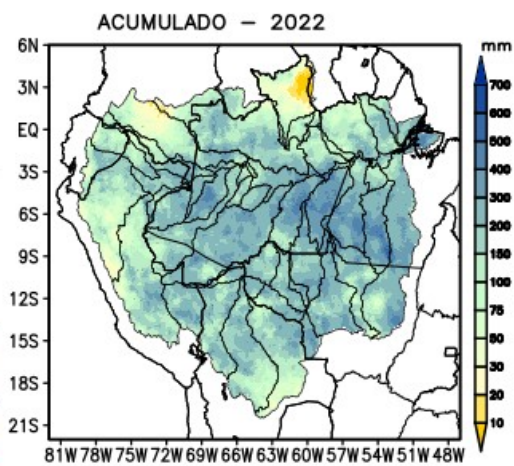 ACUMULADO – 2022
mm
6N
3N
EQ
3S
6S
9S
12S
15S
18S
21S
700
600
500
400
300
200
150
100
75
50
30
20
10
81W 78W 75W 72W 69W 66W 63W 60W 57W 54W 51W 48W